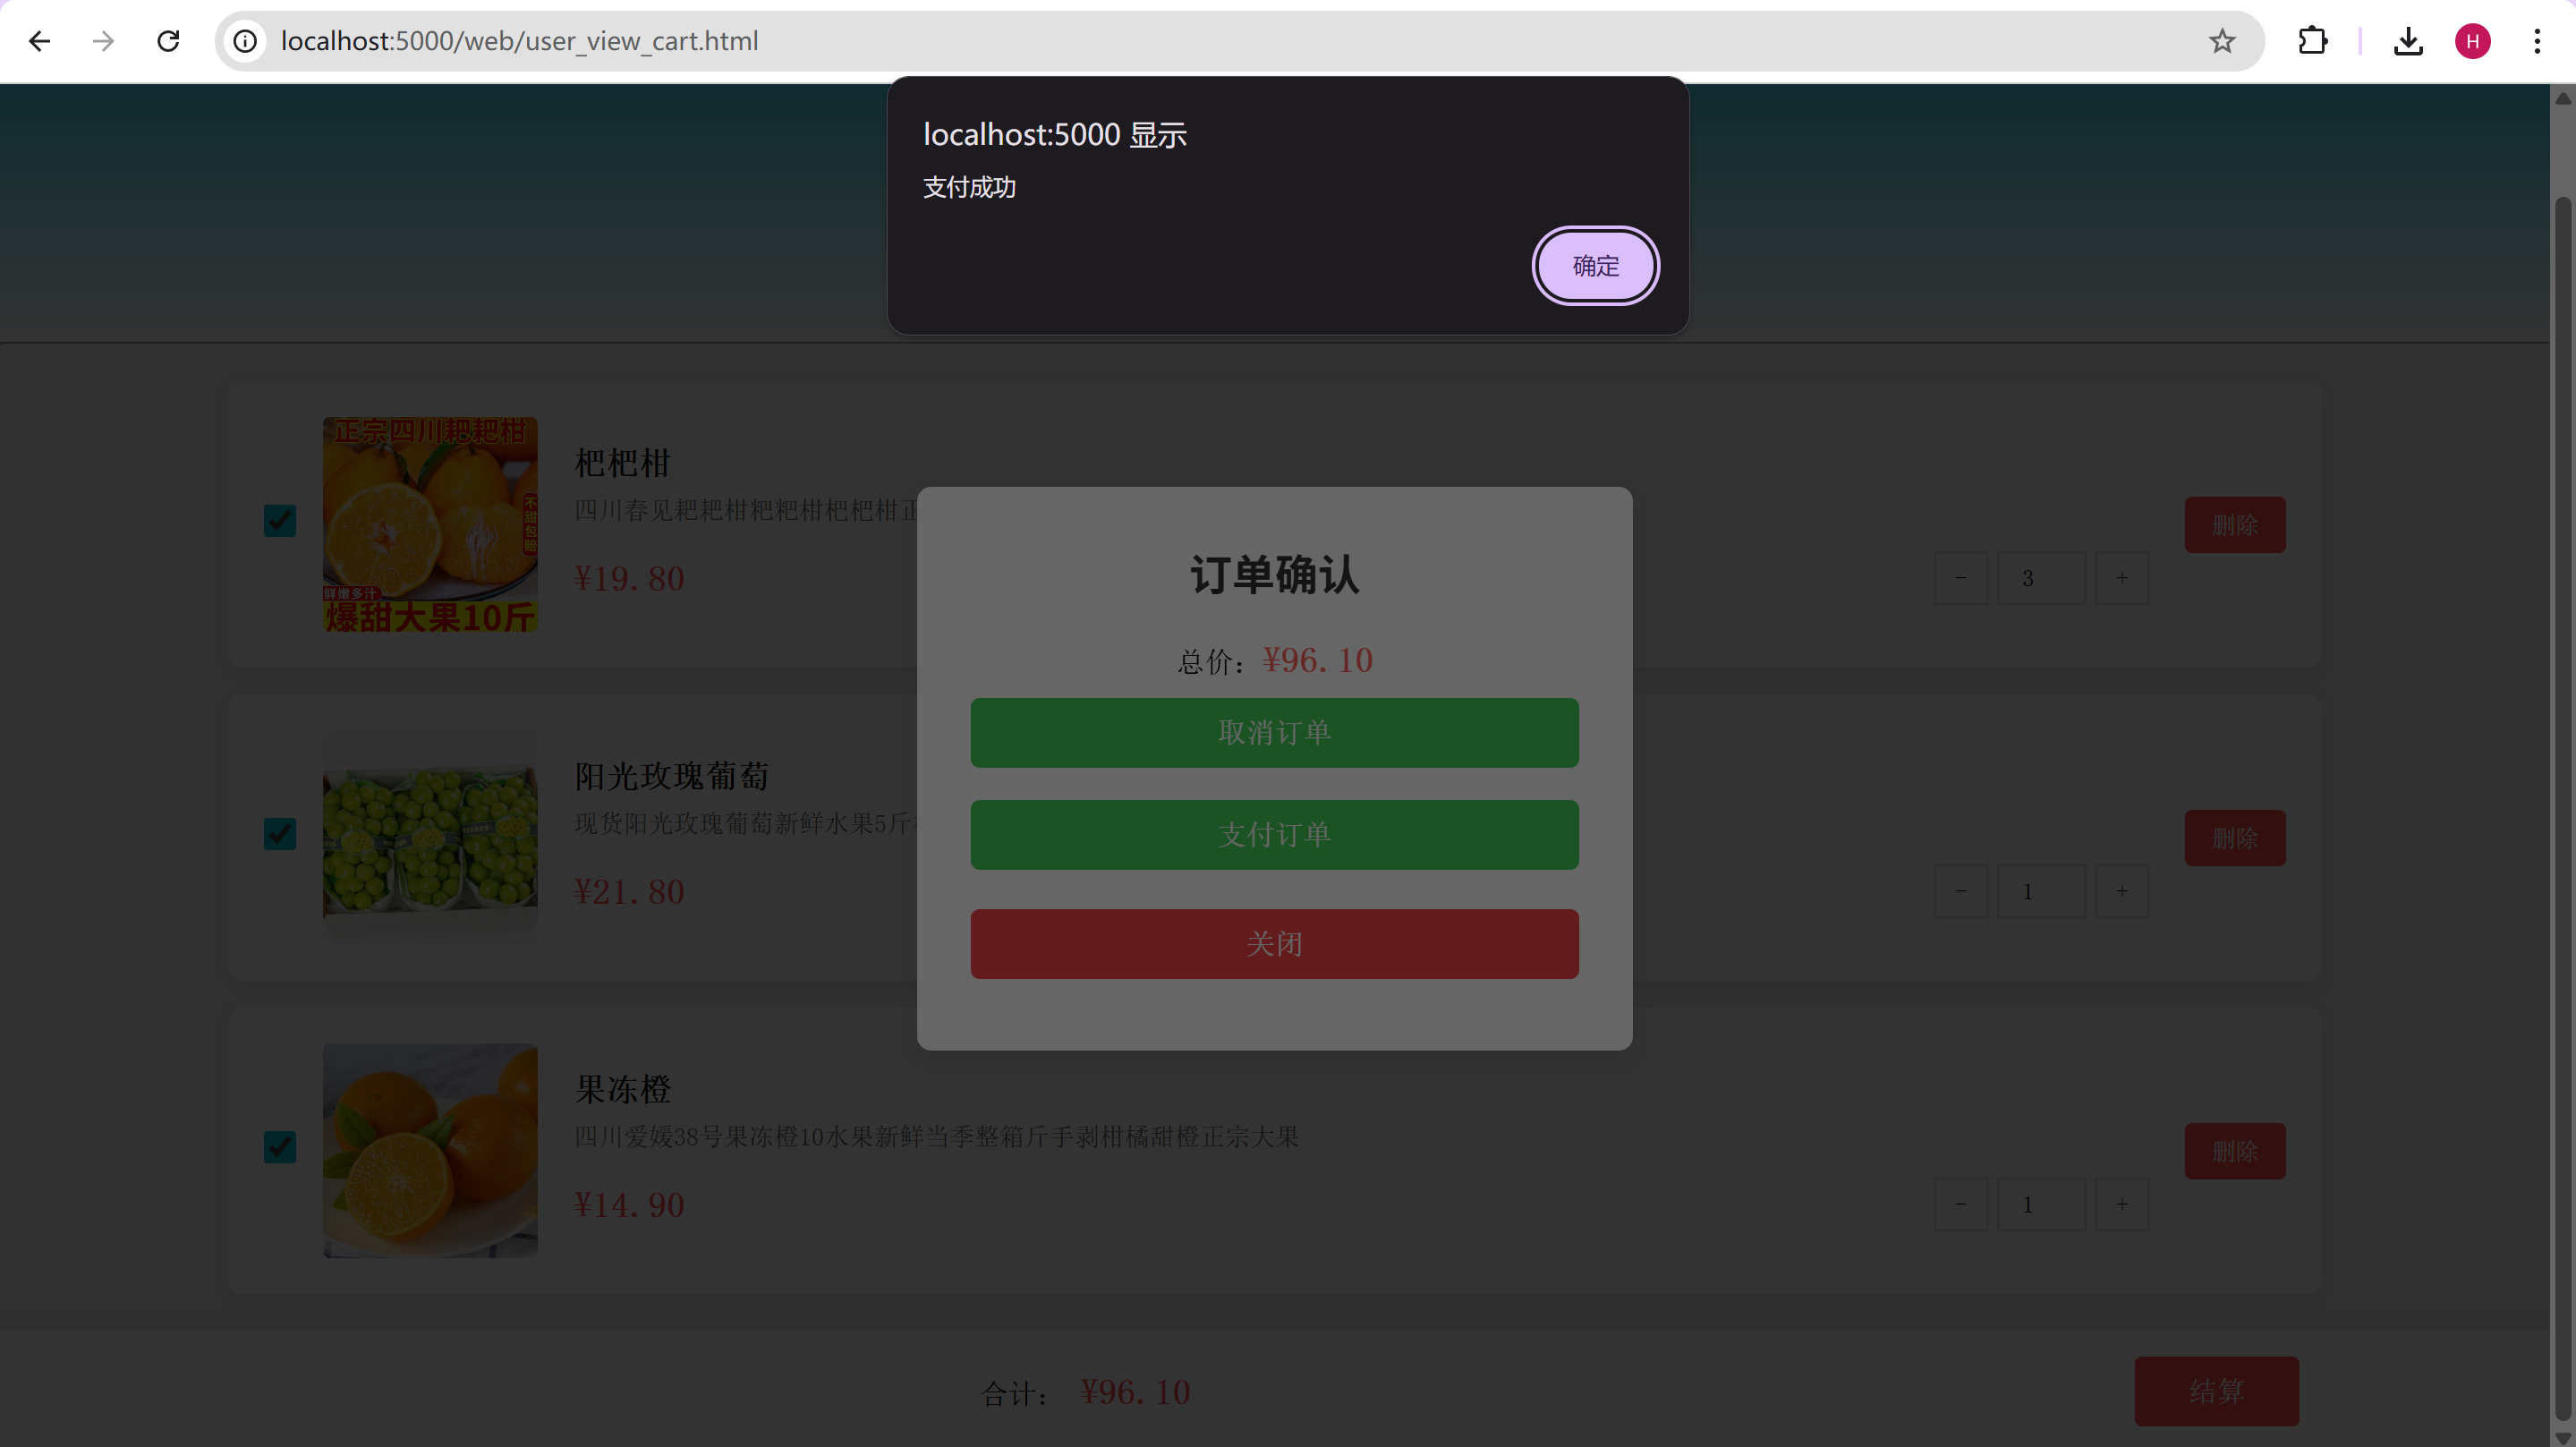 localhost:5000/web/user_view_cart.html
H
localhost:5000 显示
支付成功
确定
正宗四川耙耙柑
不甜包赔
鲜嫩多汁
爆甜大果10斤
杷杷柑
四川春见耙耙柑粑粑柑杷杷柑正
¥19.80
- 3 +
删除
订单确认
总价：¥96.10
取消订单
支付订单
关闭
阳光玫瑰葡萄
现货阳光玫瑰葡萄新鲜水果5斤
¥21.80
- 1 +
删除
果冻橙
四川爱媛38号果冻橙10水果新鲜当季整箱斤手剥柑橘甜橙正宗大果
¥14.90
- 1 +
删除
合计： ¥96.10
结算